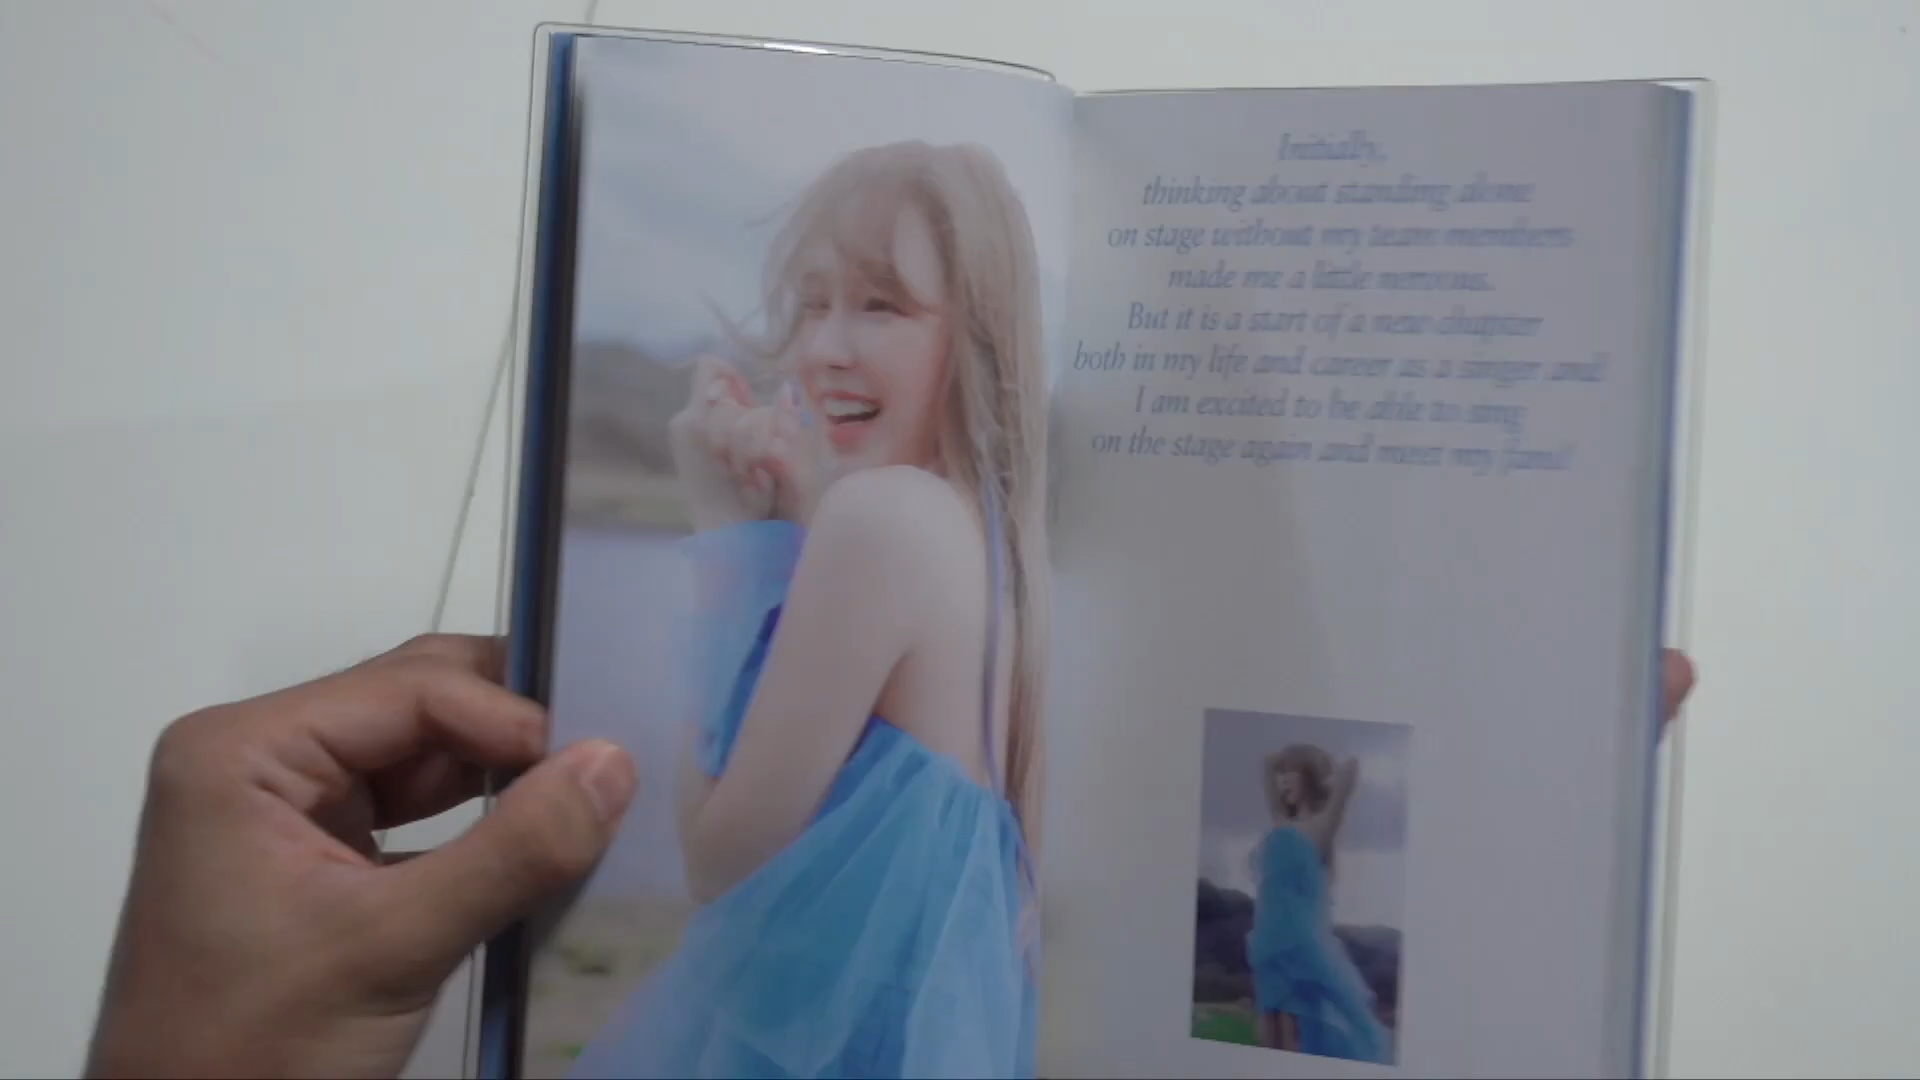 Initially,
thinking about standing alone
on stage without my team members
made me a little nervous.
But it is a start of a new chapter
both in my life and career as a singer and
I am excited to be able to sing
on the stage again and meet my fans!